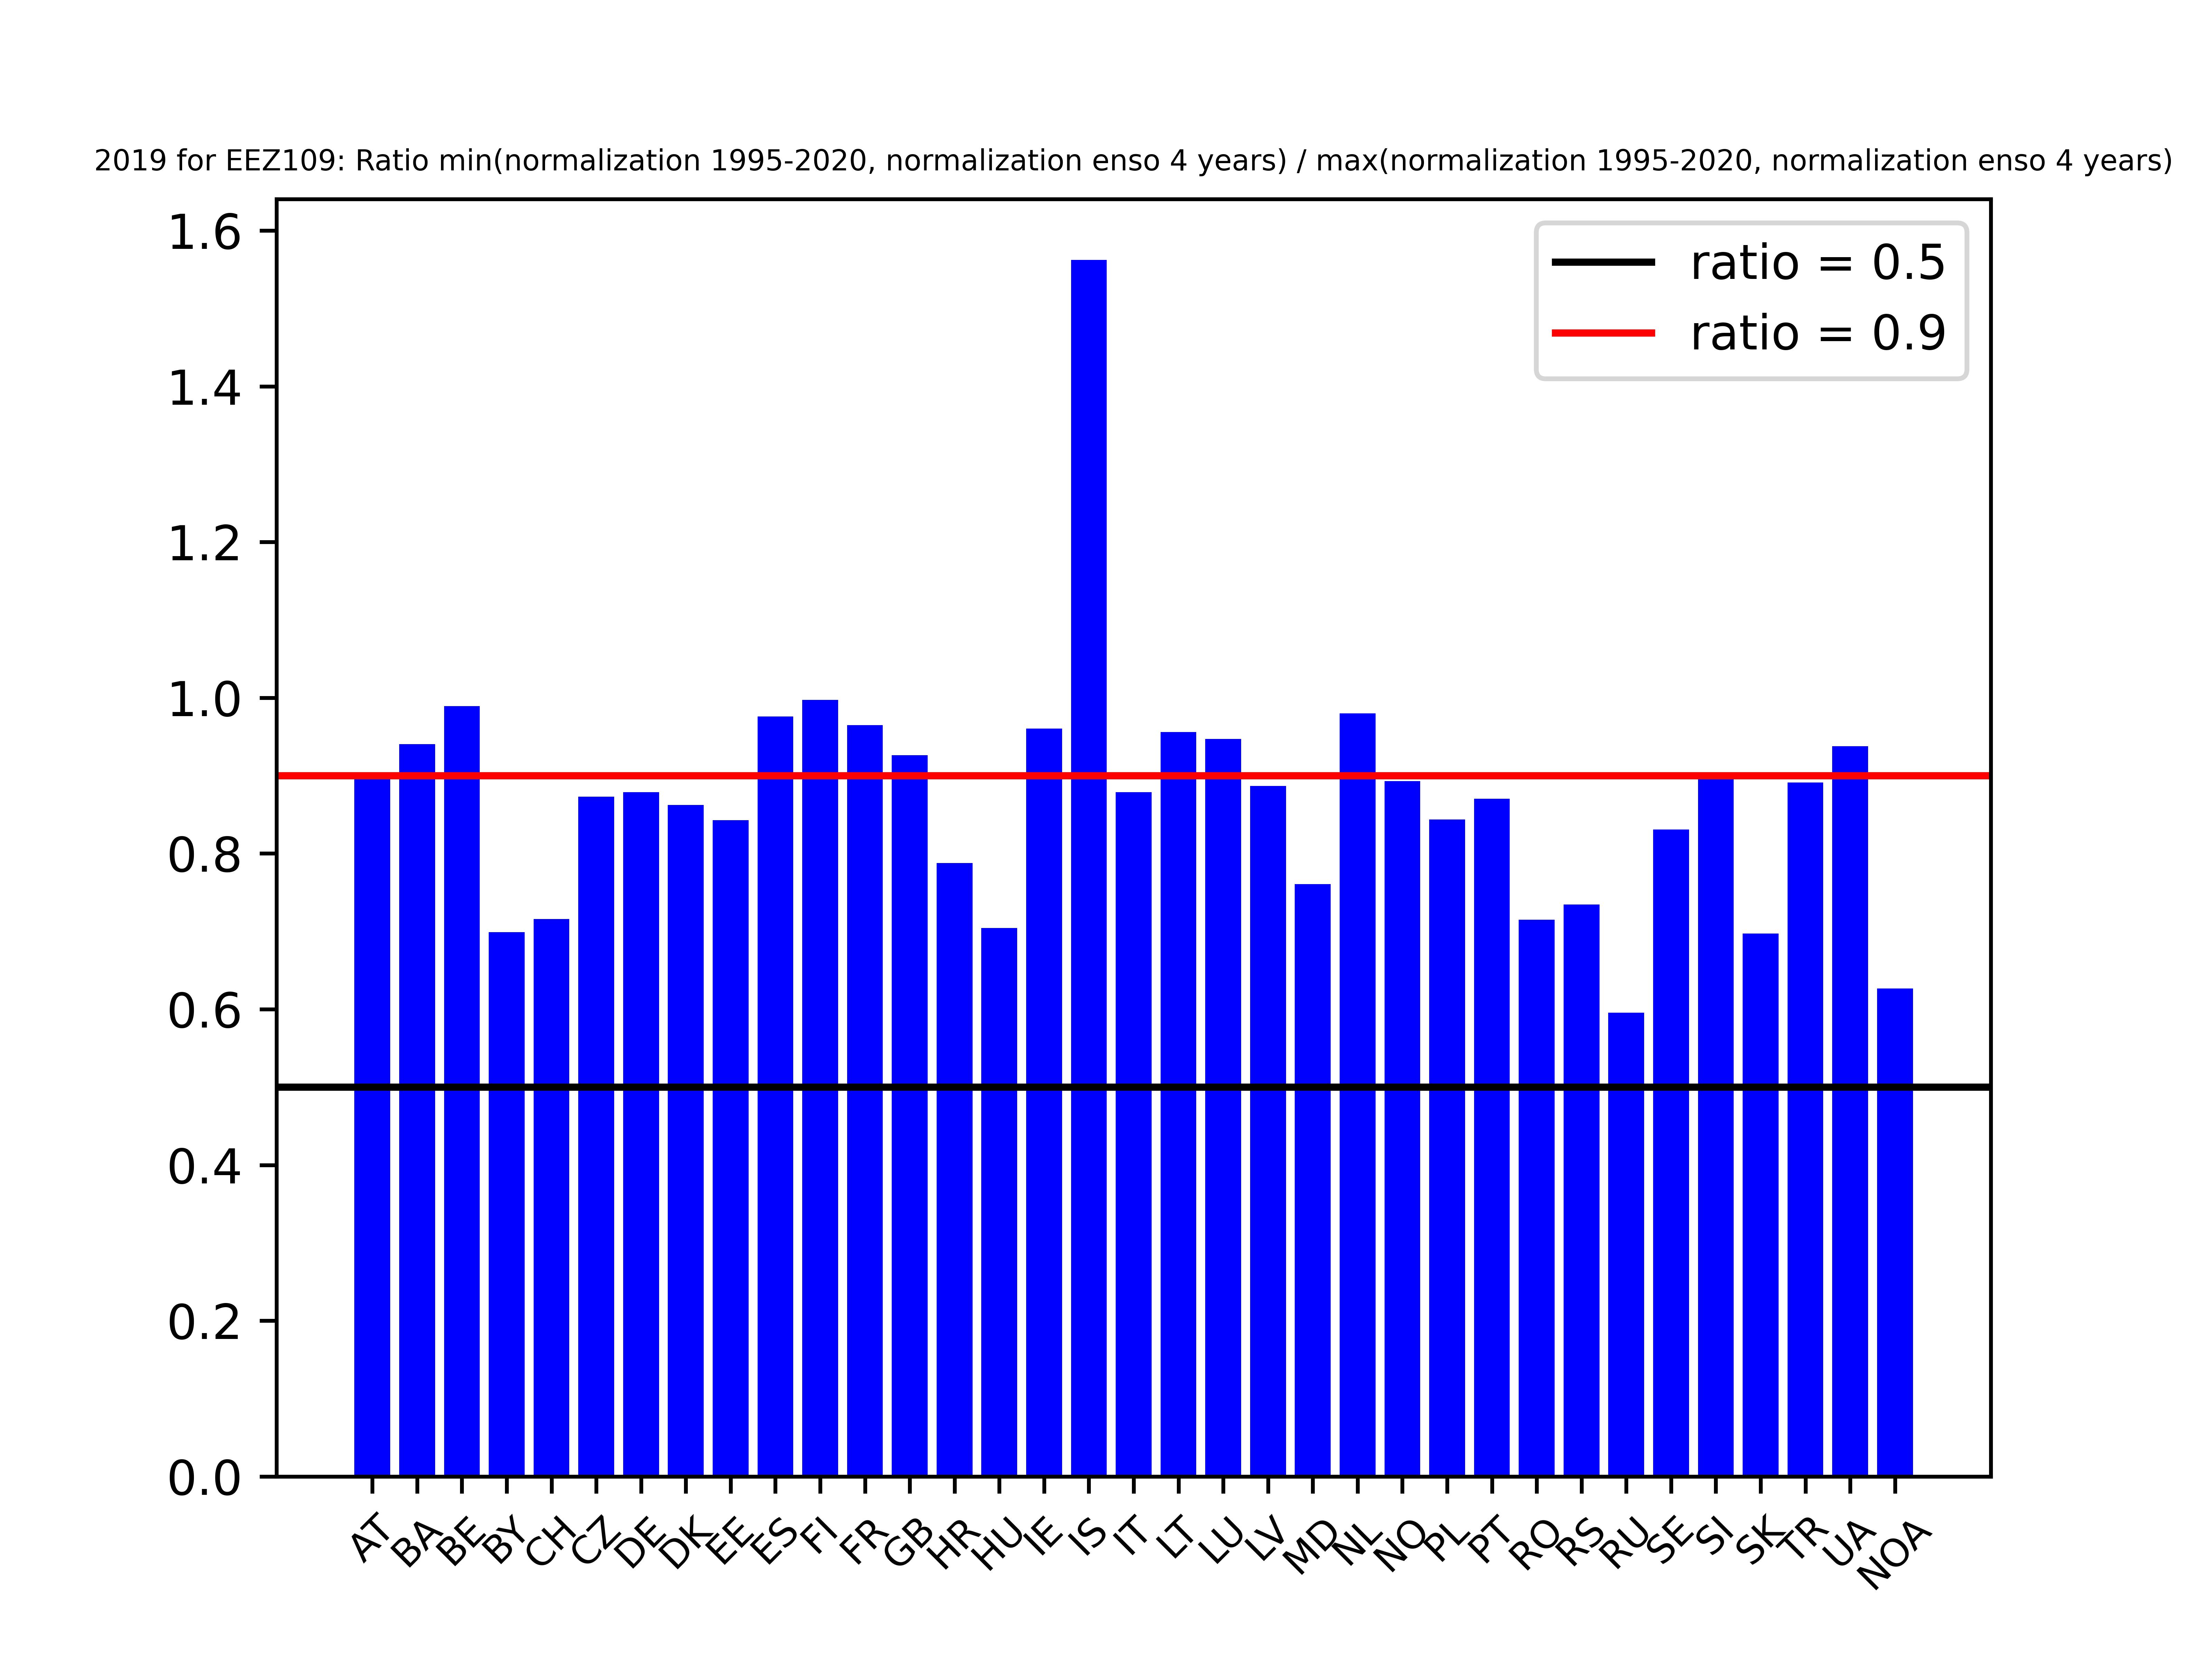 2019 for EEZ109: Ratio min(normalization 1995-2020, normalization enso 4 years) / max(normalization 1995-2020, normalization enso 4 years)
ratio = 0.5
ratio = 0.9
1.6
1.4
1.2
1.0
0.8
0.6
0.4
0.2
0.0
AT BA BE BY CH CZ DE DK EE ES FI FR GB HR HU IE IS IT LT LU LV MD NL NO PL PT RO RS RU SE SI SK TR UA NOA